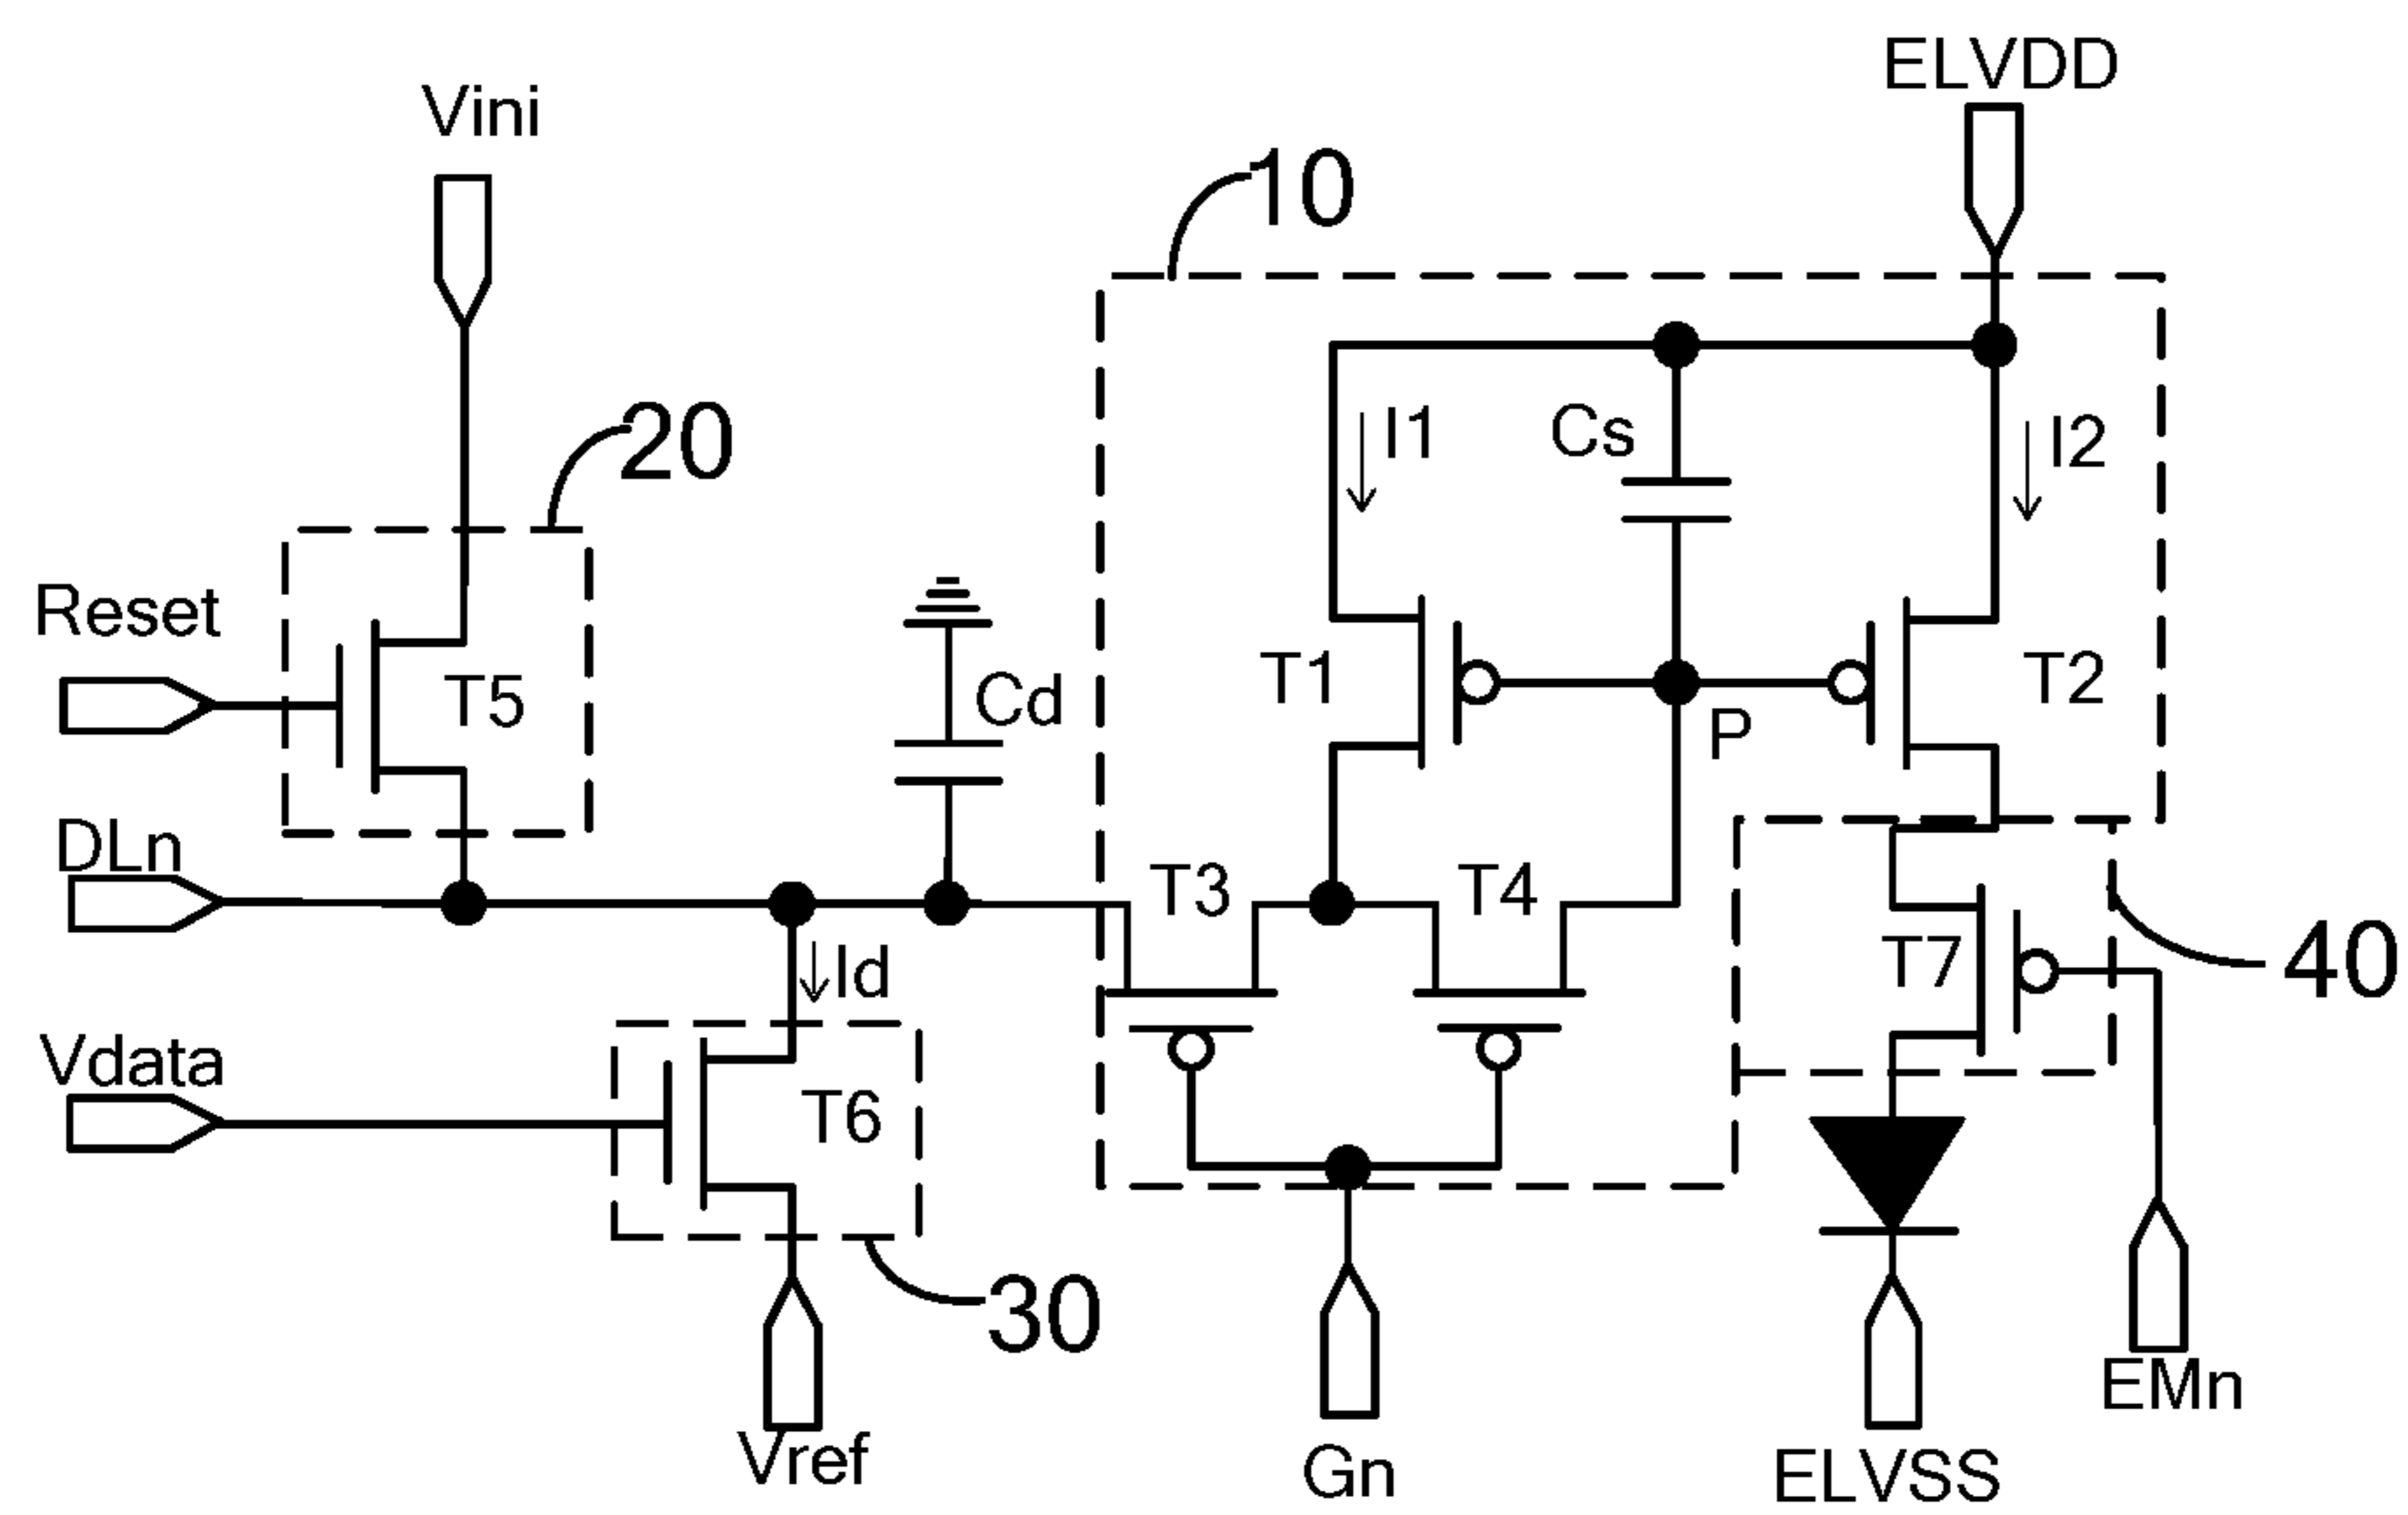 ELVDD
Vini
10
I1
Cs
I2
20
Reset
T5
Cd
T1
P
T2
DLn
T3
T4
T7
40
Id
Vdata
T6
30
Vref
Gn
ELVSS
EMn